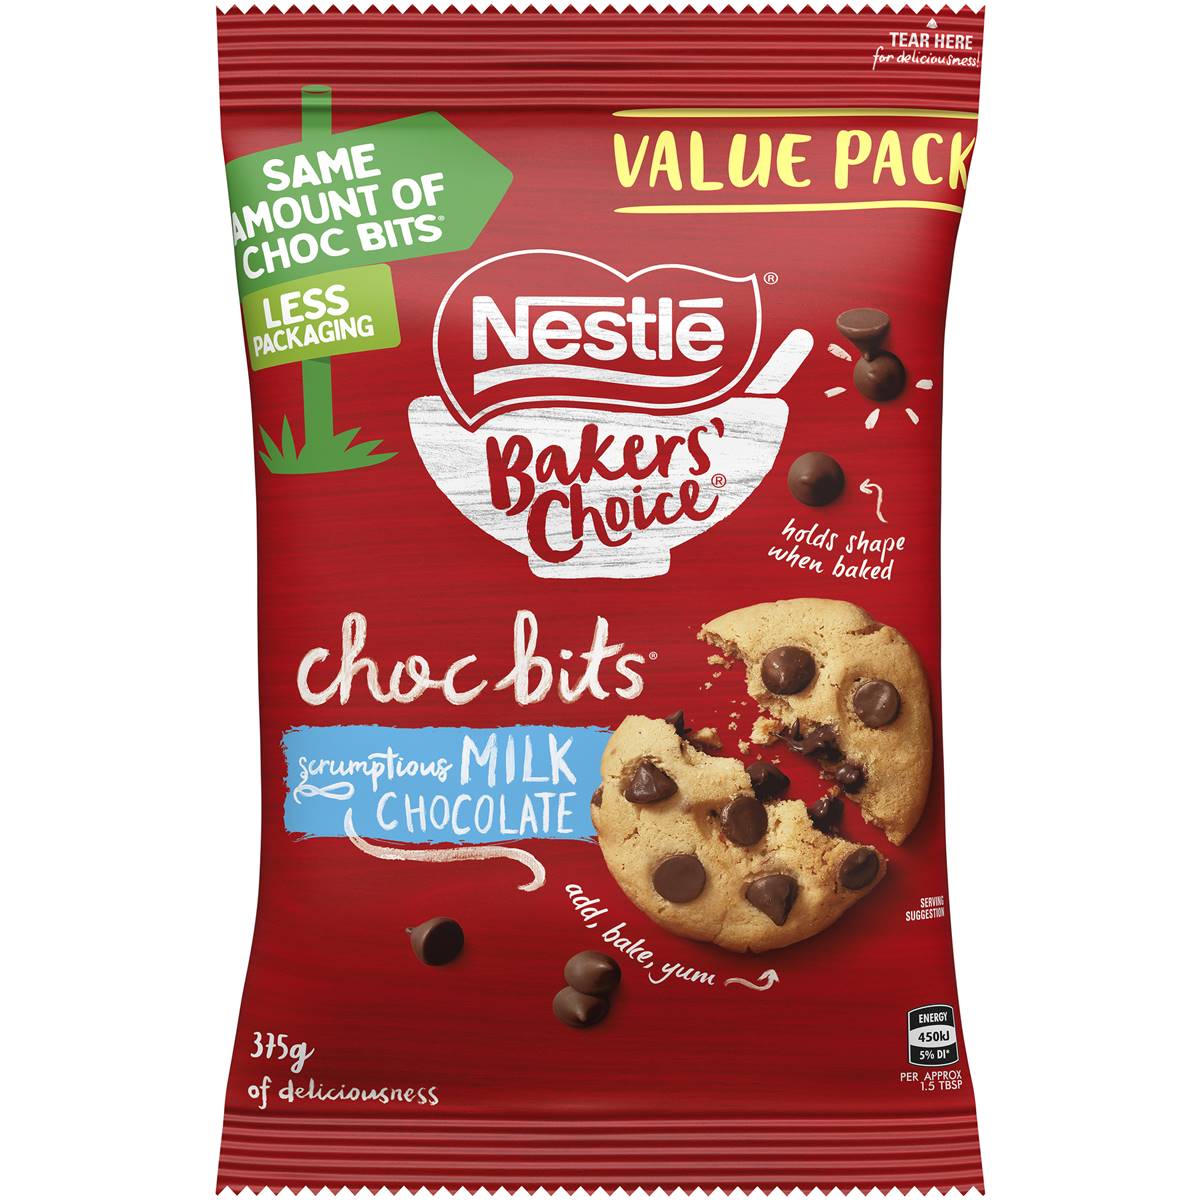 TEAR HERE
for deliciousness!
VALUE PACK
SAME
AMOUNT OF
CHOC BITS®
LESS
PACKAGING
Nestlé®
Bakers'
Choice®
holds shape
when baked
choc bits®
scrumptious MILK
CHOCOLATE
add, bake, yum
SERVING
SUGGESTION
375g
of deliciousness
ENERGY
450kJ
5% DI*
PER APPROX
1.5 TBSP